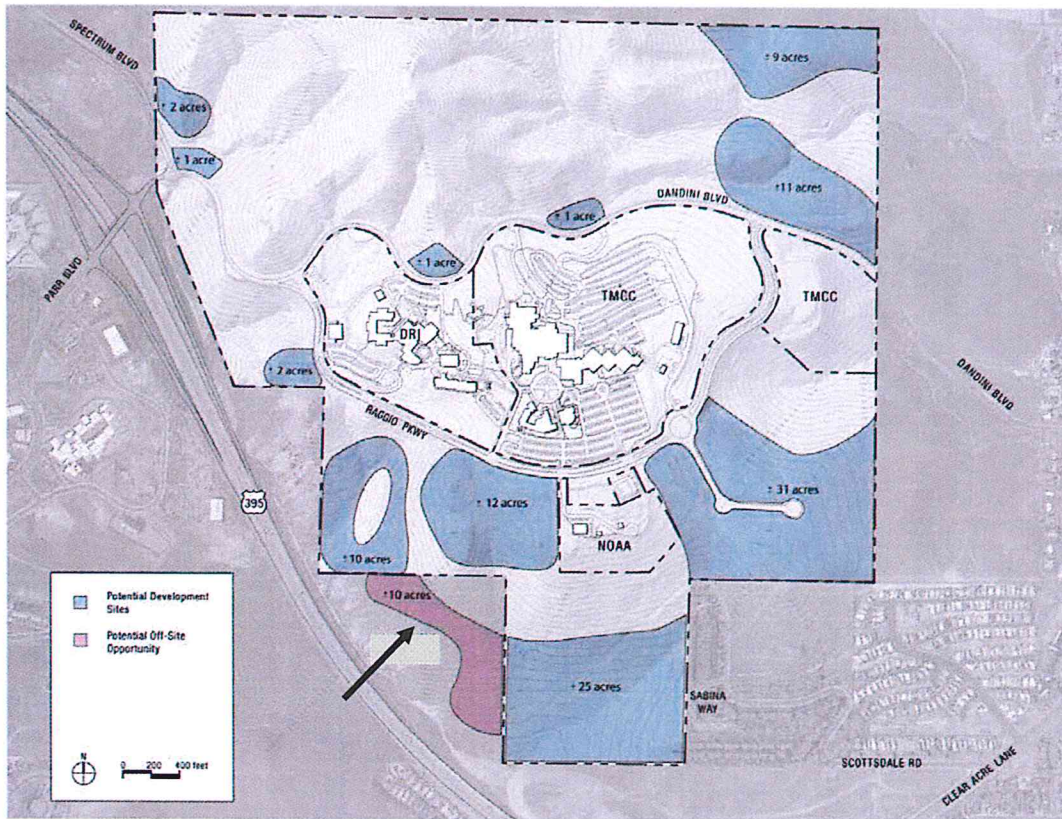 SPECTRUM BLVD
± 9 acres
± 2 acres
± 1 acre
±11 acres
DANDINI BLVD
± 1 acre
± 1 acre
PARR BLVD
TMCC
TMCC
DRI
± 2 acres
DANDINI BLVD
RAGGIO PKWY
± 31 acres
± 12 acres
395
NOAA
±10 acres
±10 acres
Potential Development
Sites
Potential Off-Site
Opportunity
± 25 acres
SABINA
WAY
N
0 200 400 feet
SCOTTSDALE RD
CLEAR ACRE LANE